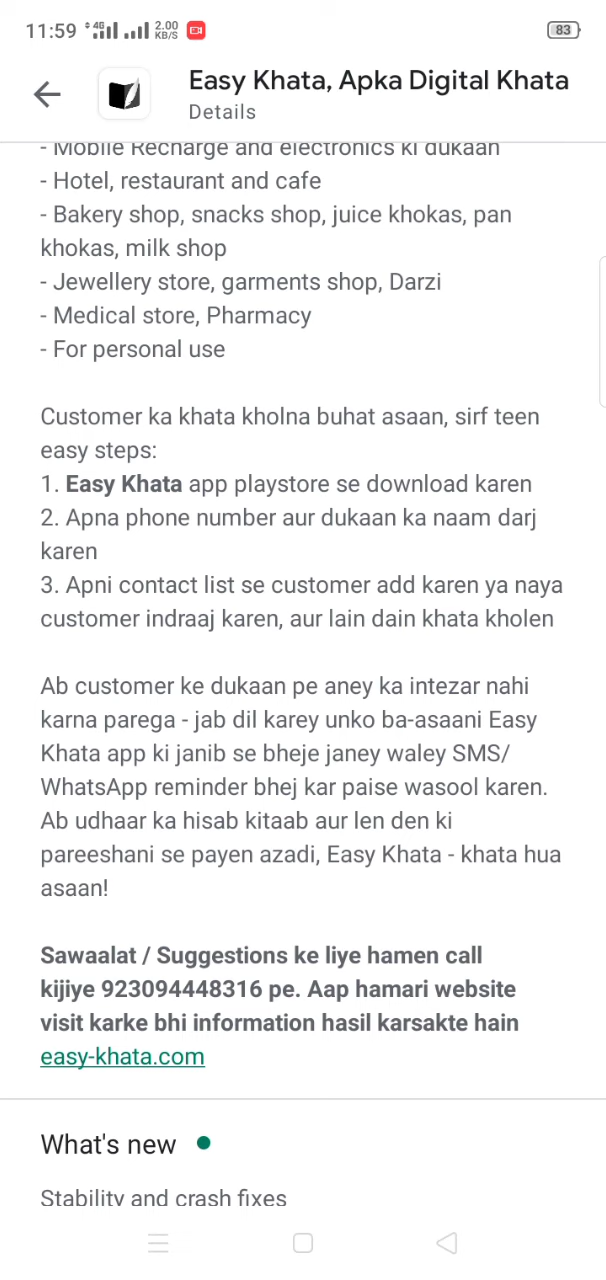 11:59 4G 2.00 KB/S 83
Easy Khata, Apka Digital Khata
Details
- Mobile Recharge and electronics ki dukaan
- Hotel, restaurant and cafe
- Bakery shop, snacks shop, juice khokas, pan
khokas, milk shop
- Jewellery store, garments shop, Darzi
- Medical store, Pharmacy
- For personal use
Customer ka khata kholna buhat asaan, sirf teen
easy steps:
1. Easy Khata app playstore se download karen
2. Apna phone number aur dukaan ka naam darj
karen
3. Apni contact list se customer add karen ya naya
customer indraaj karen, aur lain dain khata kholen
Ab customer ke dukaan pe aney ka intezar nahi
karna parega - jab dil karey unko ba-asaani Easy
Khata app ki janib se bheje janey waley SMS/
WhatsApp reminder bhej kar paise wasool karen.
Ab udhaar ka hisab kitaab aur len den ki
pareeshani se payen azadi, Easy Khata - khata hua
asaan!
Sawaalat / Suggestions ke liye hamen call
kijiye 923094448316 pe. Aap hamari website
visit karke bhi information hasil karsakte hain
easy-khata.com
What's new
Stability and crash fixes